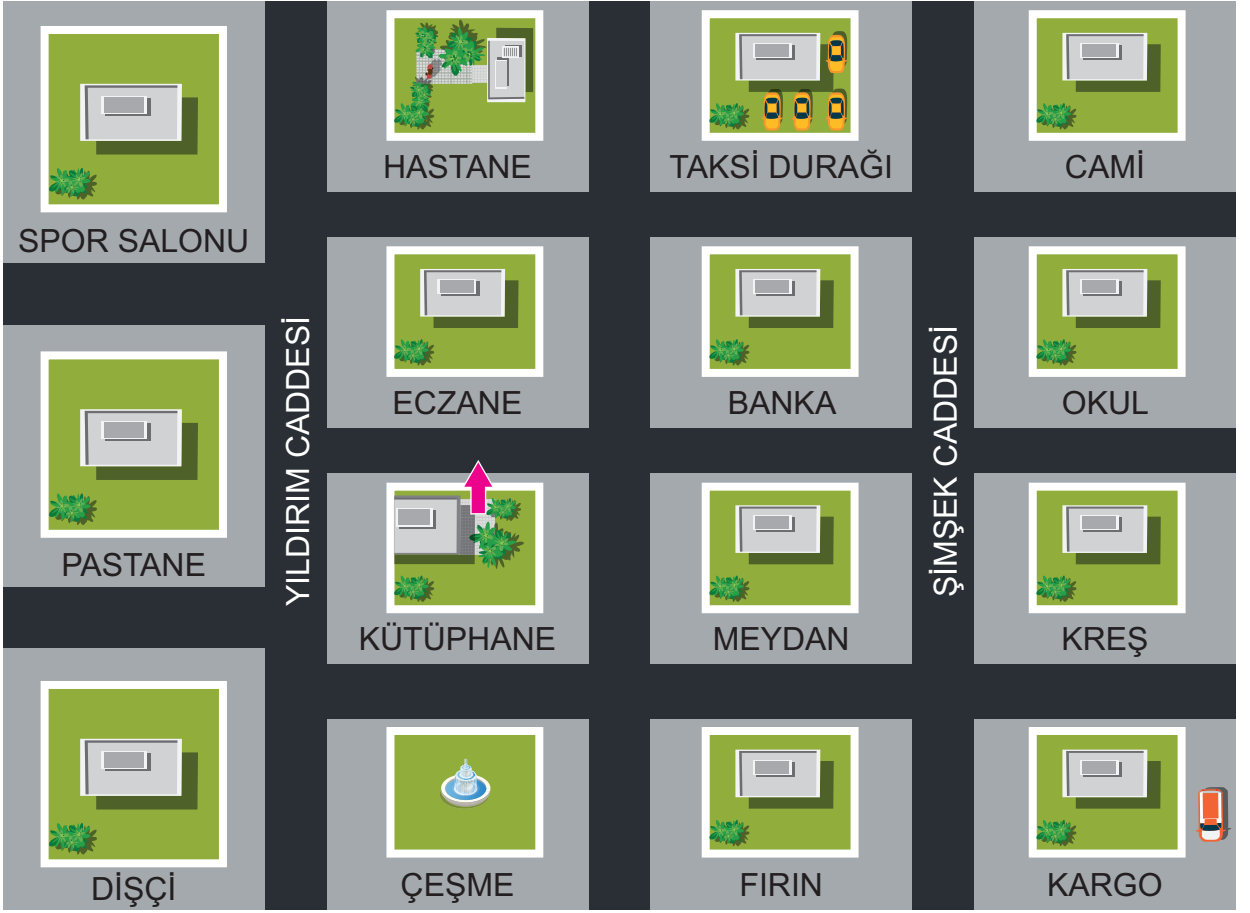 HASTANE
TAKSİ DURAĞI
CAMİ
SPOR SALONU
YILDIRIM CADDESİ
ECZANE
BANKA
ŞİMŞEK CADDESİ
OKUL
PASTANE
KÜTÜPHANE
MEYDAN
KREŞ
DİŞÇİ
ÇEŞME
FIRIN
KARGO